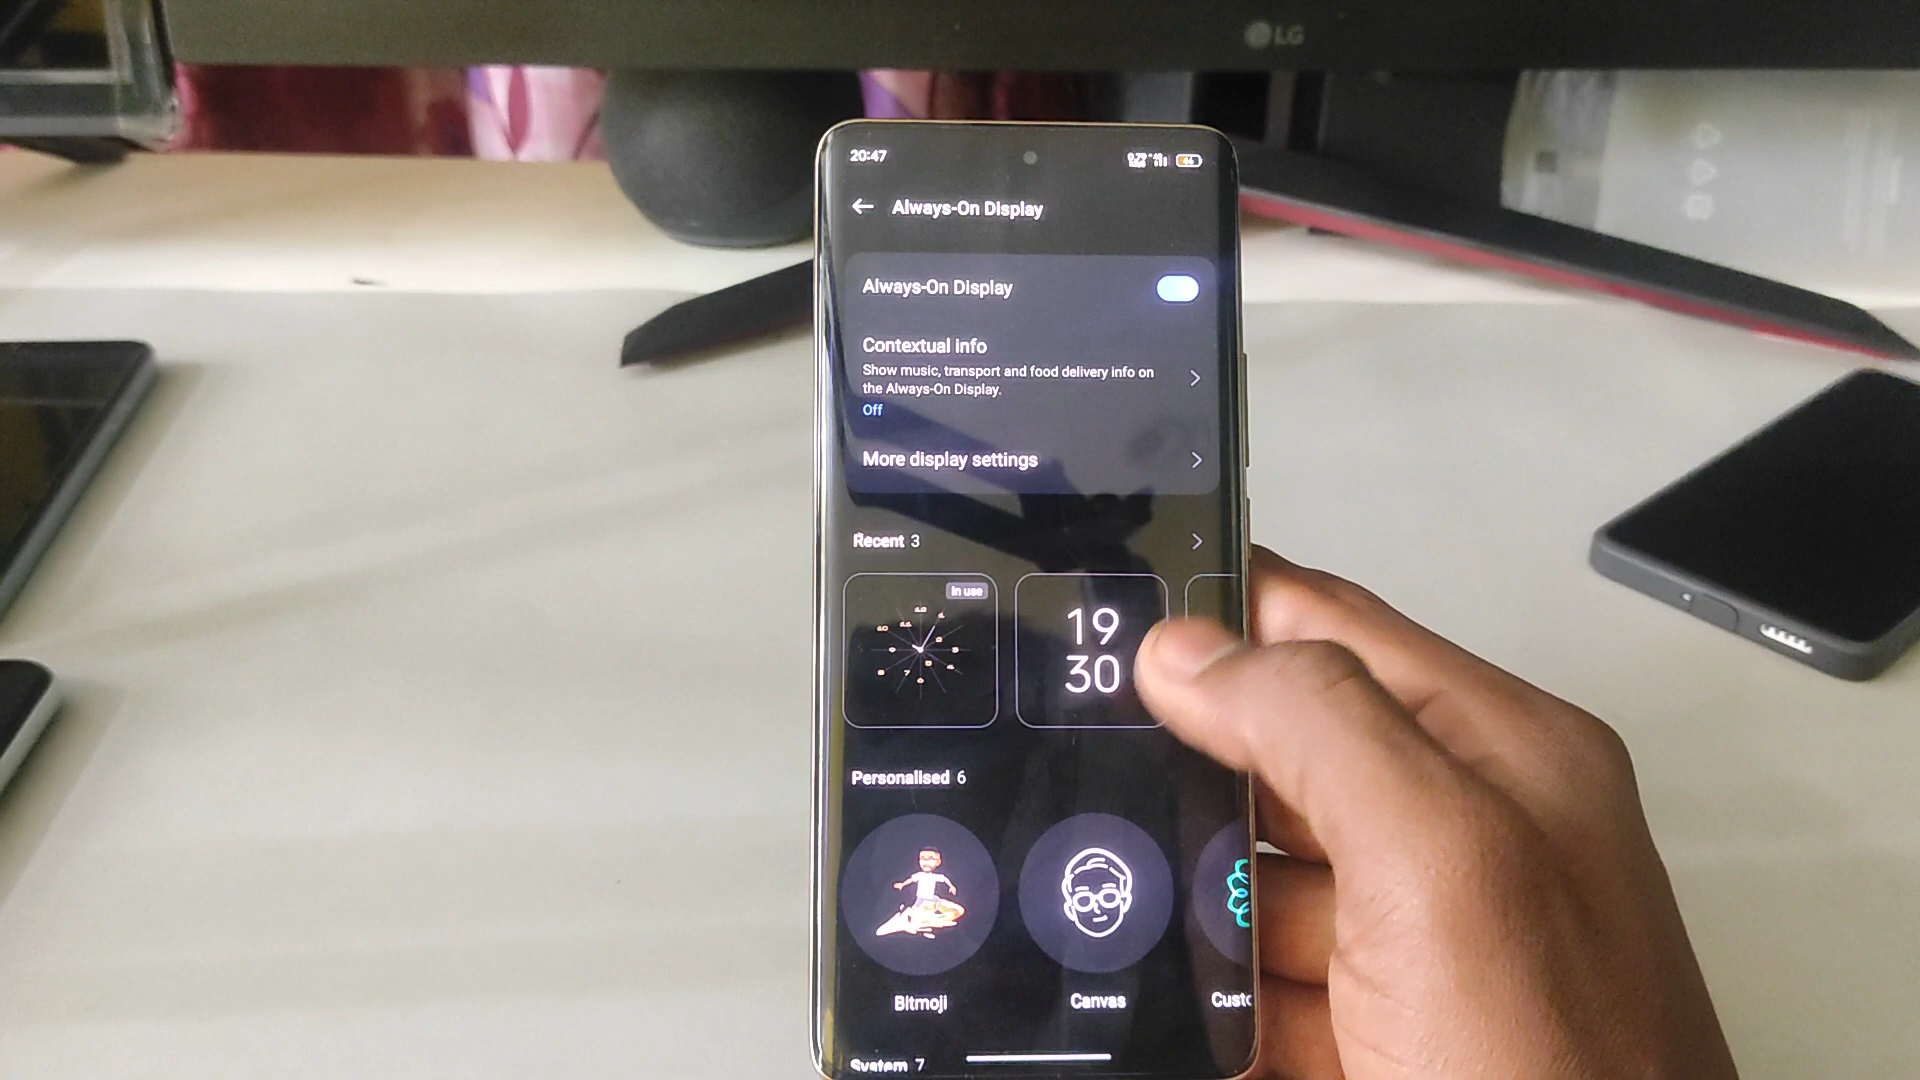 LG
20:47
Always-On Display
Always-On Display
Contextual info
Show music, transport and food delivery info on
the Always-On Display.
Off
More display settings
Recent 3
In use
19
30
Personalised 6
Bitmoji
Canvas
Custo
System 7